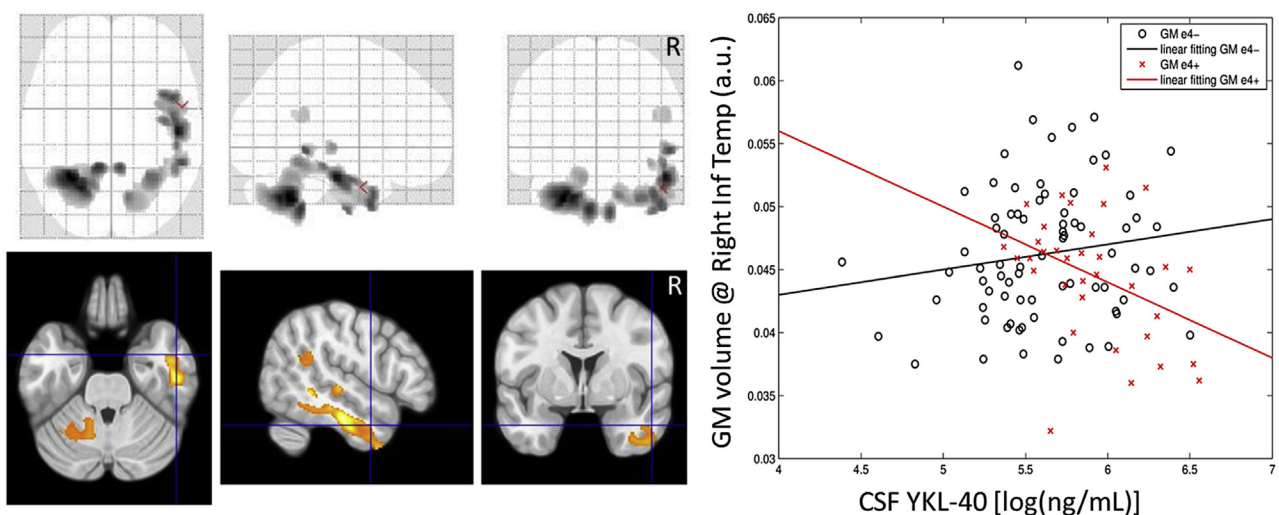 R
R
GM volume @ Right Inf Temp (a.u.)
0.065
0.06
0.055
0.05
0.045
0.04
0.035
0.03
GM e4−
linear fitting GM e4−
GM e4+
linear fitting GM e4+
4 5 5.5 6 6.5 7
CSF YKL-40 [log(ng/mL)]